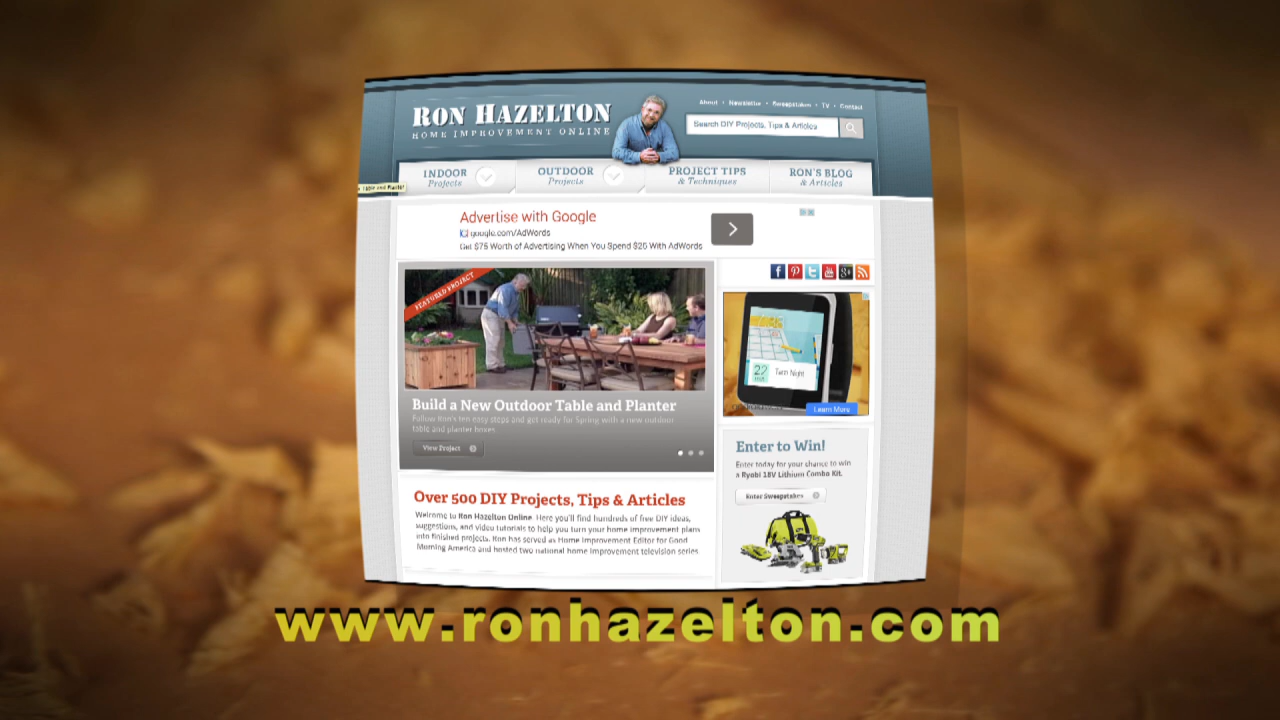 RON HAZELTON
HOME IMPROVEMENT ONLINE
About • Newsletter • Sweepstakes • TV • Contact
Search DIY Projects, Tips & Articles
INDOOR
Projects
OUTDOOR
Projects
PROJECT TIPS
& Techniques
RON'S BLOG
& Articles
Table and Planter
Advertise with Google
google.com/AdWords
Get $75 Worth of Advertising When You Spend $25 With AdWords
FEATURED PROJECT
Build a New Outdoor Table and Planter
Follow Ron's ten easy steps and get ready for Spring with a new outdoor
table and planter boxes.
View Project
22
Tavn Night
Learn More
Enter to Win!
Enter today for your chance to win
a Ryobi 18V Lithium Combo Kit.
Enter Sweepstakes
Over 500 DIY Projects, Tips & Articles
Welcome to Ron Hazelton Online. Here you'll find hundreds of free DIY ideas,
suggestions, and video tutorials to help you turn your home improvement plans
into finished projects. Ron has served as Home Improvement Editor for Good
Morning America and hosted two national home improvement television series
www.ronhazelton.com